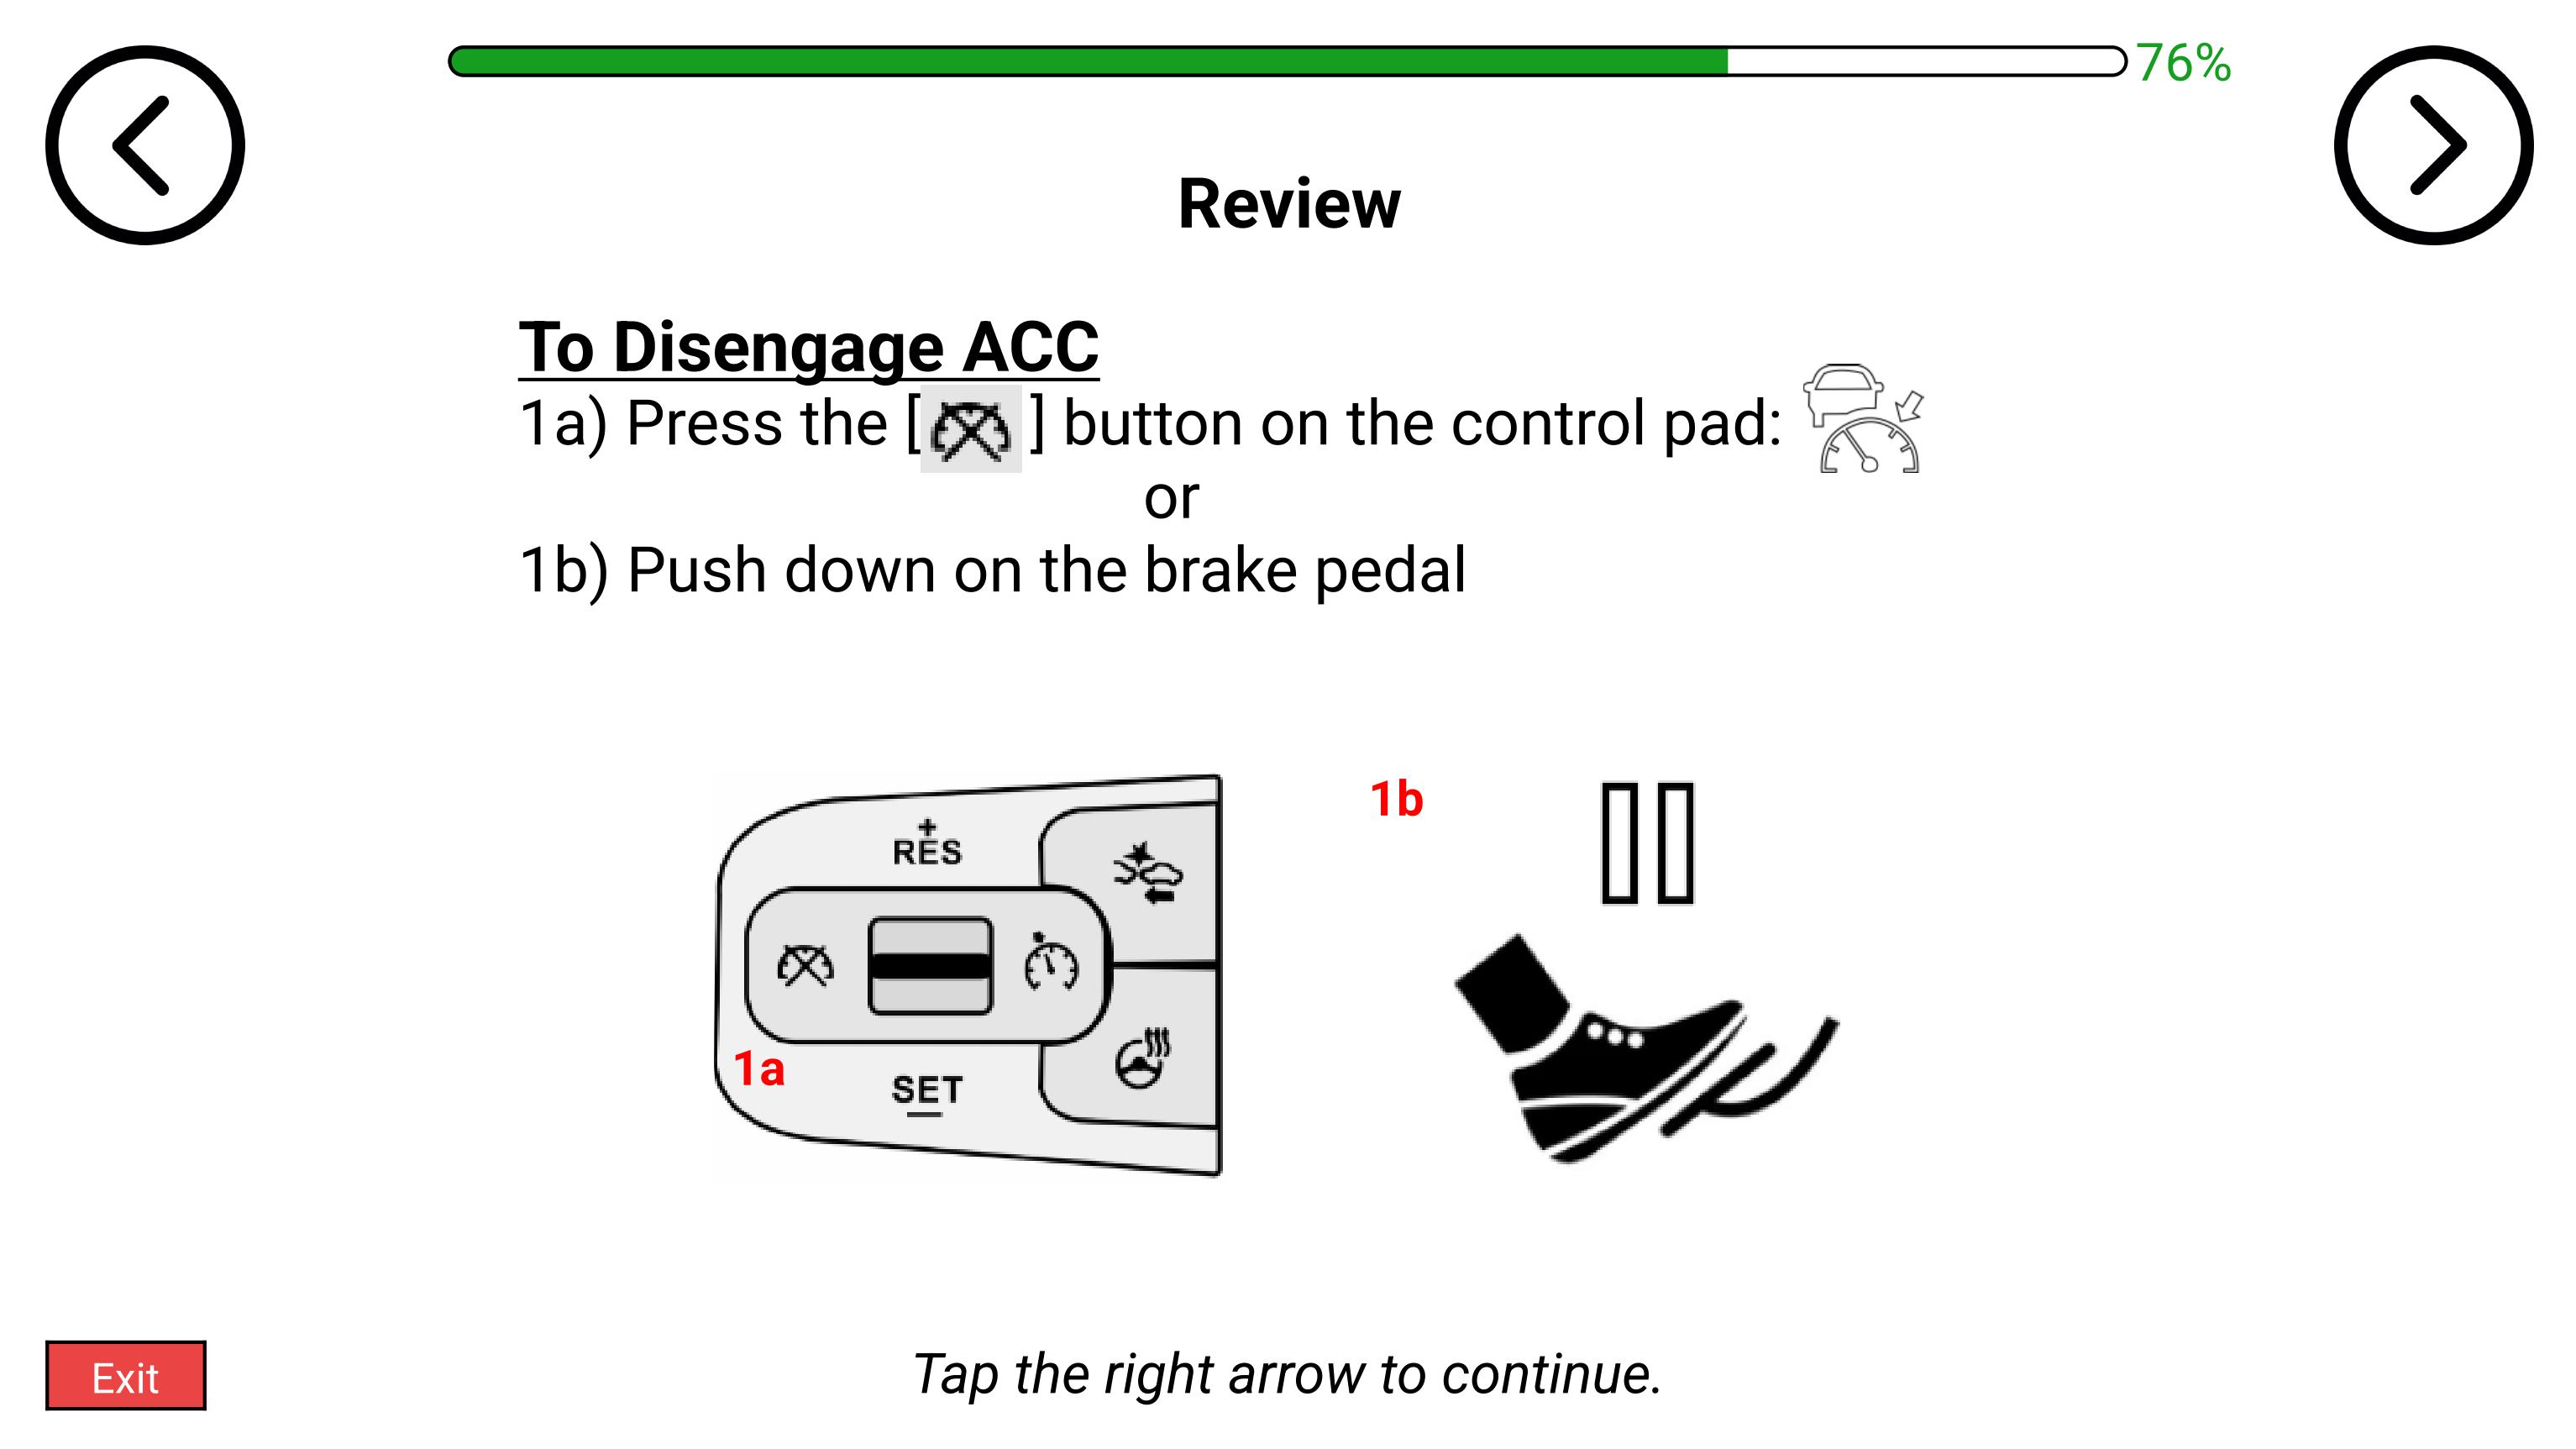 76%
Review
To Disengage ACC
1a) Press the [ ] button on the control pad:
or
1b) Push down on the brake pedal
+
RES
1b
1a
SET
Exit
Tap the right arrow to continue.